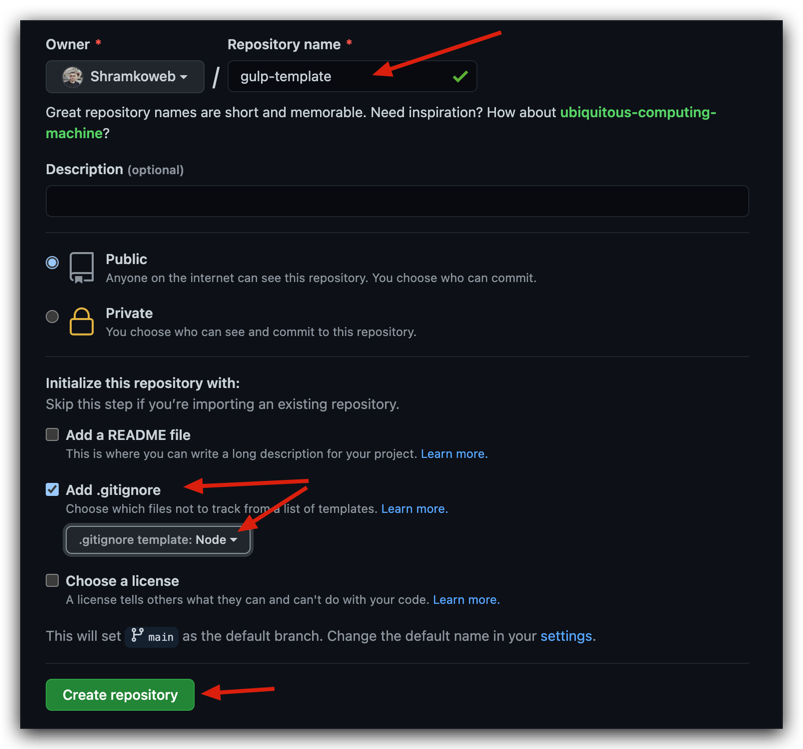 Owner * Repository name *
Shramkoweb / gulp-template
Great repository names are short and memorable. Need inspiration? How about ubiquitous-computing-
machine?
Description (optional)
Public
Anyone on the internet can see this repository. You choose who can commit.
Private
You choose who can see and commit to this repository.
Initialize this repository with:
Skip this step if you’re importing an existing repository.
Add a README file
This is where you can write a long description for your project. Learn more.
Add .gitignore
Choose which files not to track from a list of templates. Learn more.
.gitignore template: Node
Choose a license
A license tells others what they can and can't do with your code. Learn more.
This will set main as the default branch. Change the default name in your settings.
Create repository